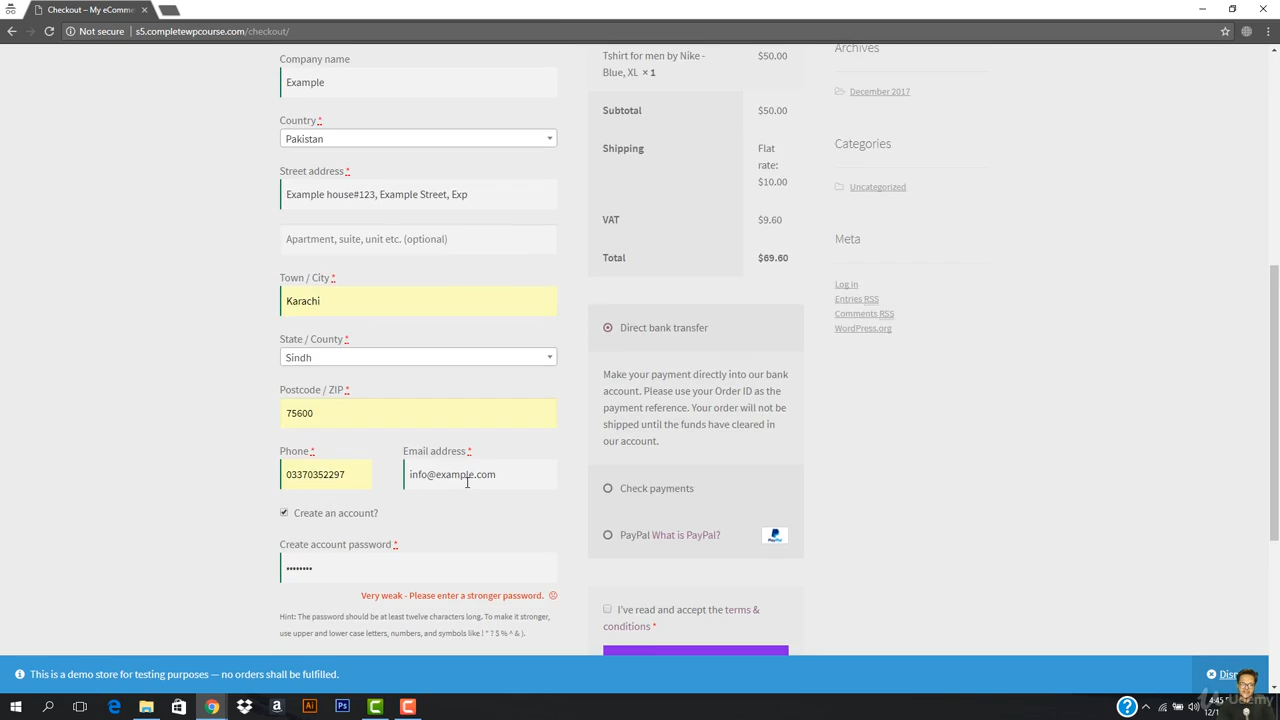 Checkout – My eComme
Not secure | s5.completewpcourse.com/checkout/
Company name
Example
Country *
Pakistan
Street address *
Example house#123, Example Street, Exp
Apartment, suite, unit etc. (optional)
Town / City *
Karachi
State / County *
Sindh
Postcode / ZIP *
75600
Phone *
Email address *
03370352297
info@example.com
Create an account?
Create account password *
••••••••
Very weak - Please enter a stronger password.
Hint: The password should be at least twelve characters long. To make it stronger,
use upper and lower case letters, numbers, and symbols like ! " ? $ % ^ & ).
Tshirt for men by Nike - $50.00
Blue, XL × 1
Subtotal $50.00
Shipping Flat
rate:
$10.00
VAT $9.60
Total $69.60
Direct bank transfer
Make your payment directly into our bank
account. Please use your Order ID as the
payment reference. Your order will not be
shipped until the funds have cleared in
our account.
Check payments
PayPal What is PayPal?
PayPal
I've read and accept the terms &
conditions *
Archives
December 2017
Categories
Uncategorized
Meta
Log in
Entries RSS
Comments RSS
WordPress.org
This is a demo store for testing purposes — no orders shall be fulfilled.
4:45
12/1
Udemy